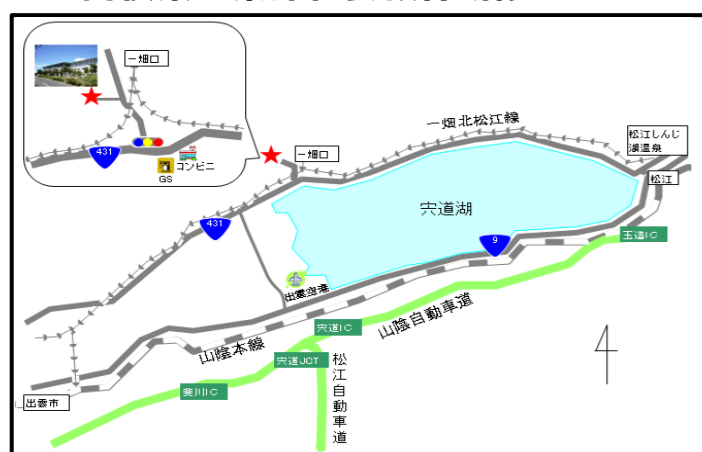 一畑口
431
コンビニ
GS
一畑口
一畑北松江線
松江しんじ
湖温泉
松江
宍道湖
431
9
玉造IC
出雲空港
宍道IC
山陰自動車道
山陰本線
宍道JCT
松江自動車道
斐川IC
出雲市